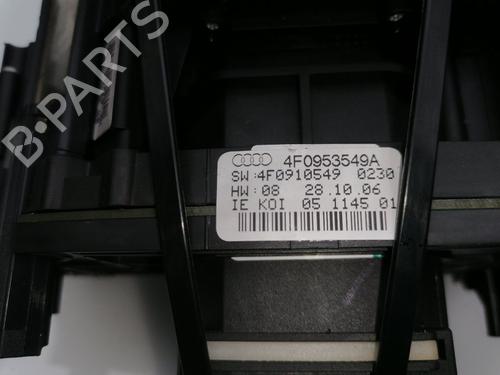 B-PARTS
4F0953549A
SW:4F0910549 0230
HW:08 28.10.06
IE KOI 05 1145 01